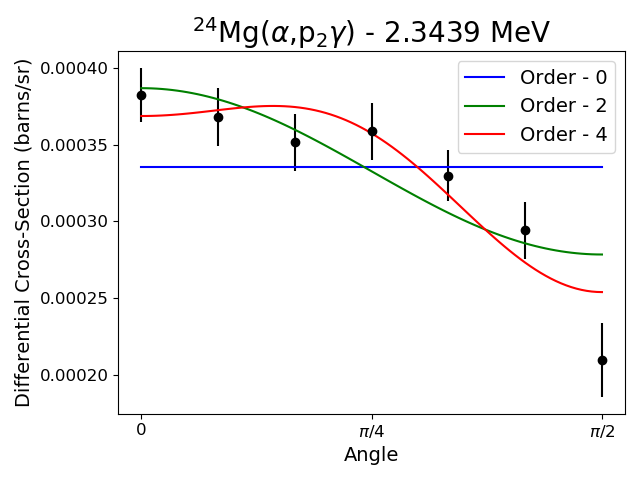 ²⁴Mg(α,p₂γ) - 2.3439 MeV
Differential Cross-Section (barns/sr)
0.00040
0.00035
0.00030
0.00025
0.00020
Order - 0
Order - 2
Order - 4
0
π/4
π/2
Angle